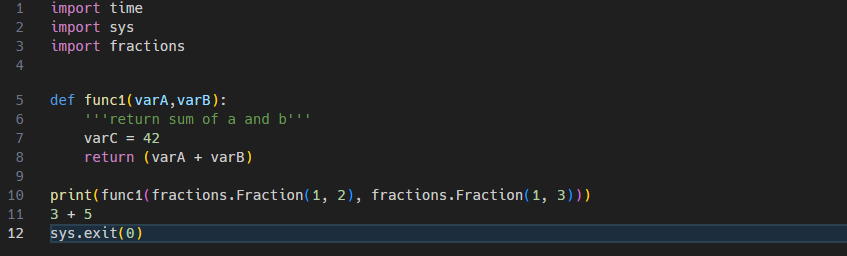 1 import time
2 import sys
3 import fractions
4
5 def func1(varA,varB):
6     '''return sum of a and b'''
7     varC = 42
8     return (varA + varB)
9
10 print(func1(fractions.Fraction(1, 2), fractions.Fraction(1, 3)))
11 3 + 5
12 sys.exit(0)